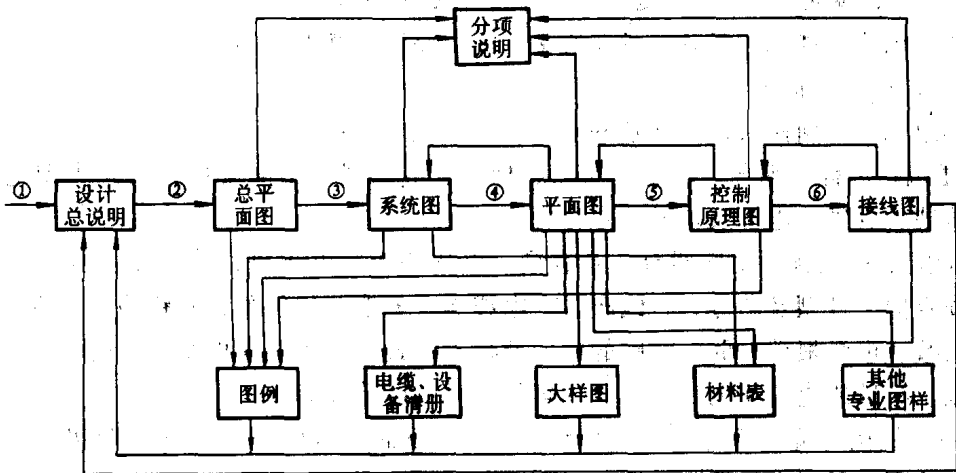 分项
说明
①
设计
总说明
②
总平
面图
③
系统图
④
平面图
⑤
控制
原理图
⑥
接线图
图例
电缆、设
备清册
大样图
材料表
其他
专业图样